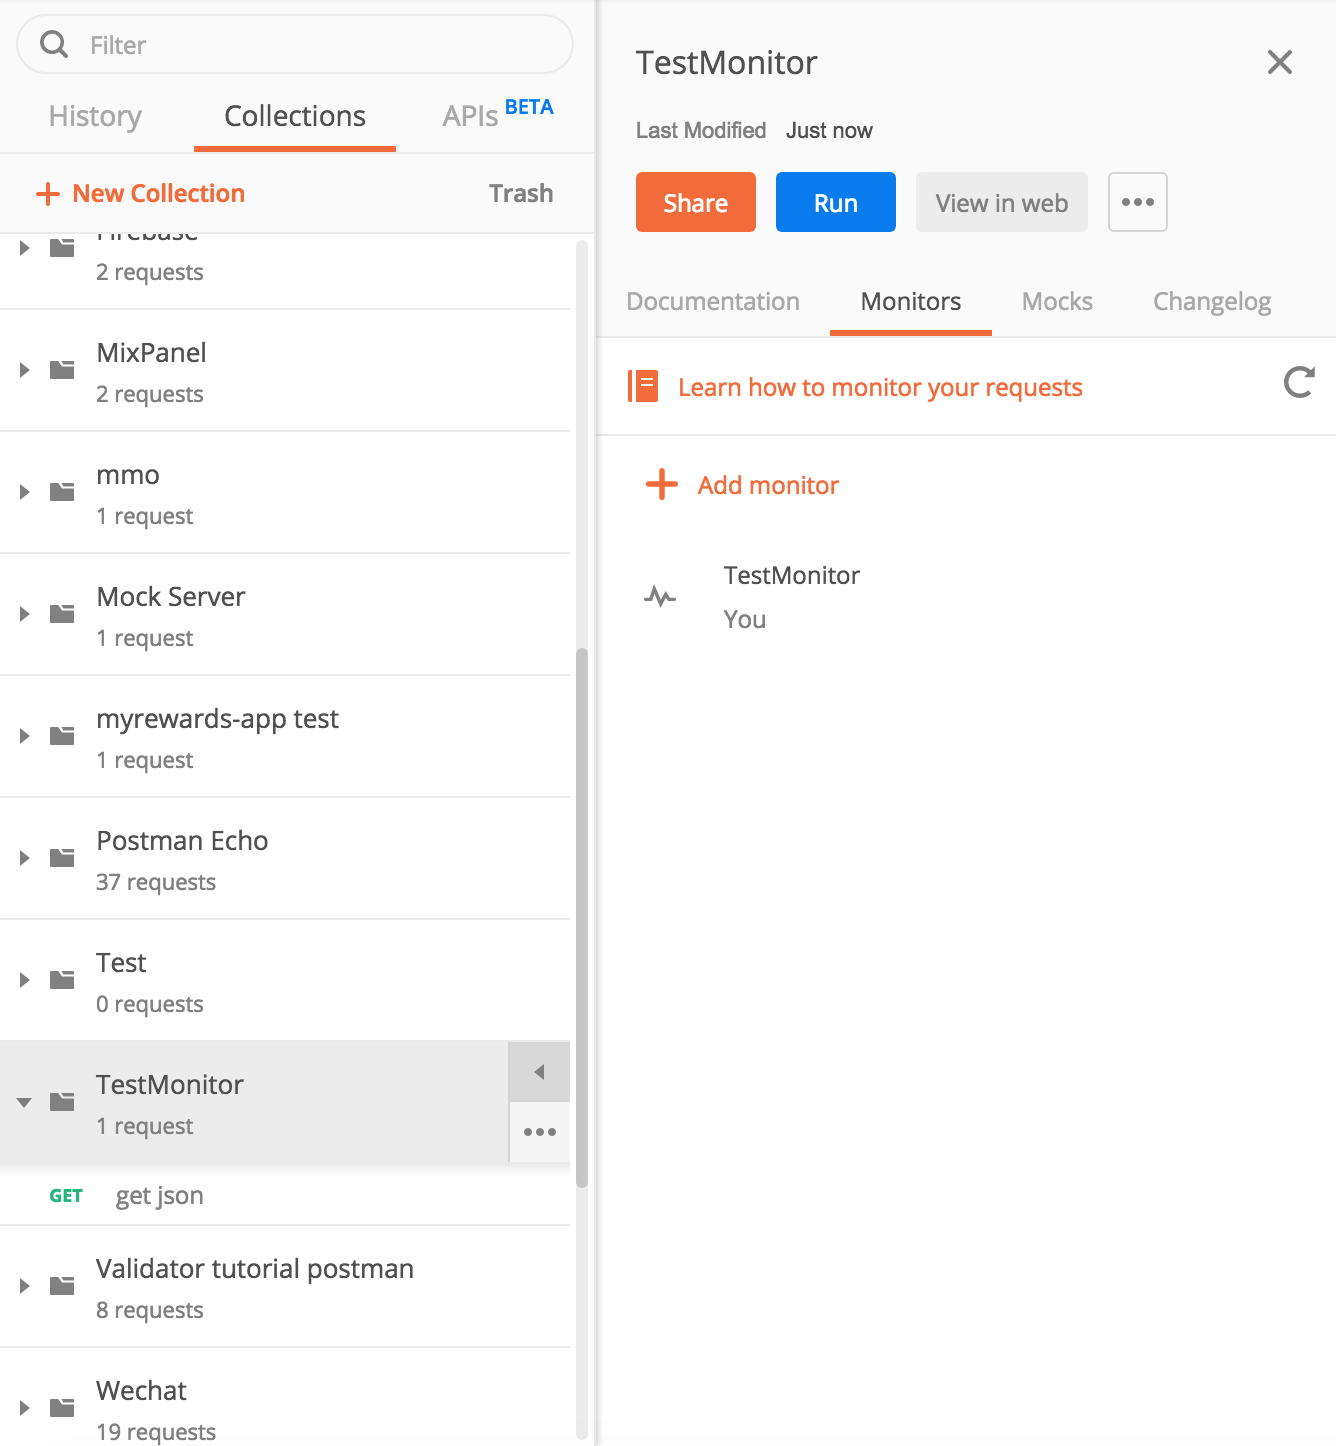 Filter
History
Collections
APIs BETA
New Collection
Trash
Firebase
2 requests
MixPanel
2 requests
mmo
1 request
Mock Server
1 request
myrewards-app test
1 request
Postman Echo
37 requests
Test
0 requests
TestMonitor
1 request
GET get json
Validator tutorial postman
8 requests
Wechat
19 requests
TestMonitor
Last Modified Just now
Share
Run
View in web
Documentation
Monitors
Mocks
Changelog
Learn how to monitor your requests
Add monitor
TestMonitor
You